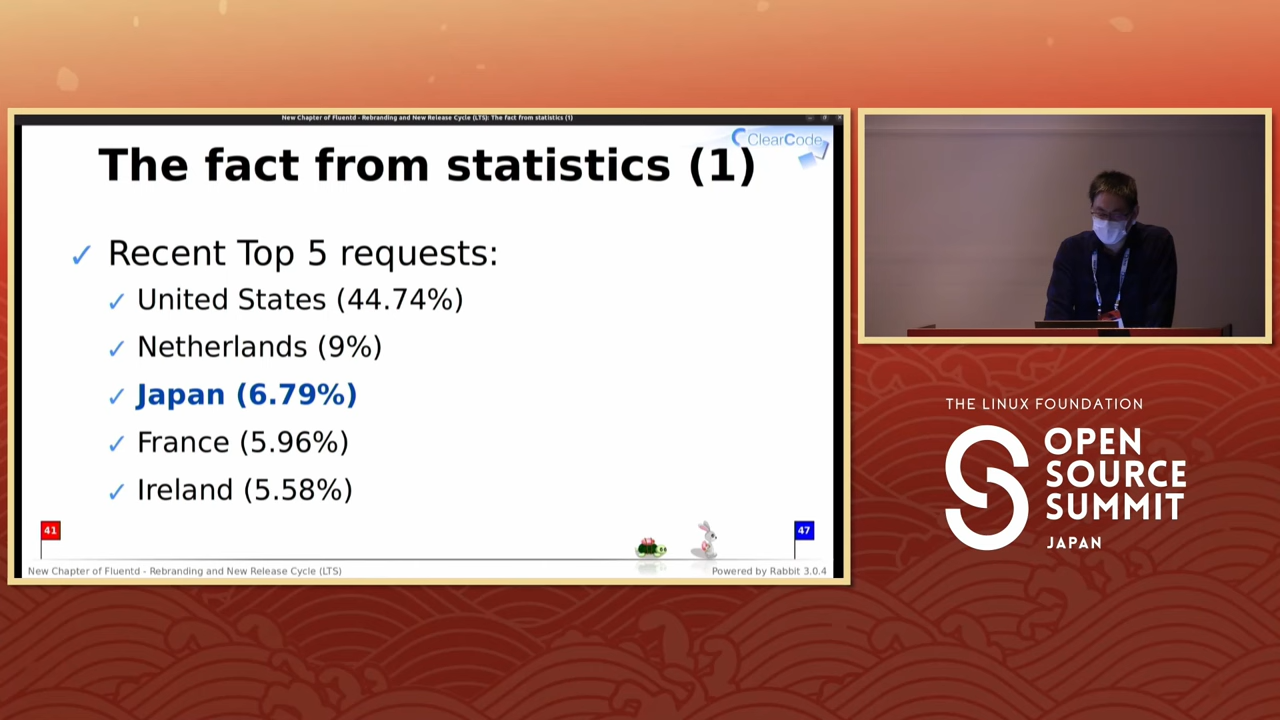 New Chapter of Fluentd - Rebranding and New Release Cycle (LTS): The fact from statistics (1)
ClearCode
The fact from statistics (1)
✓ Recent Top 5 requests:
✓ United States (44.74%)
✓ Netherlands (9%)
✓ Japan (6.79%)
✓ France (5.96%)
✓ Ireland (5.58%)
41
47
New Chapter of Fluentd - Rebranding and New Release Cycle (LTS)
Powered by Rabbit 3.0.4
THE LINUX FOUNDATION
OPEN
SOURCE
SUMMIT
JAPAN